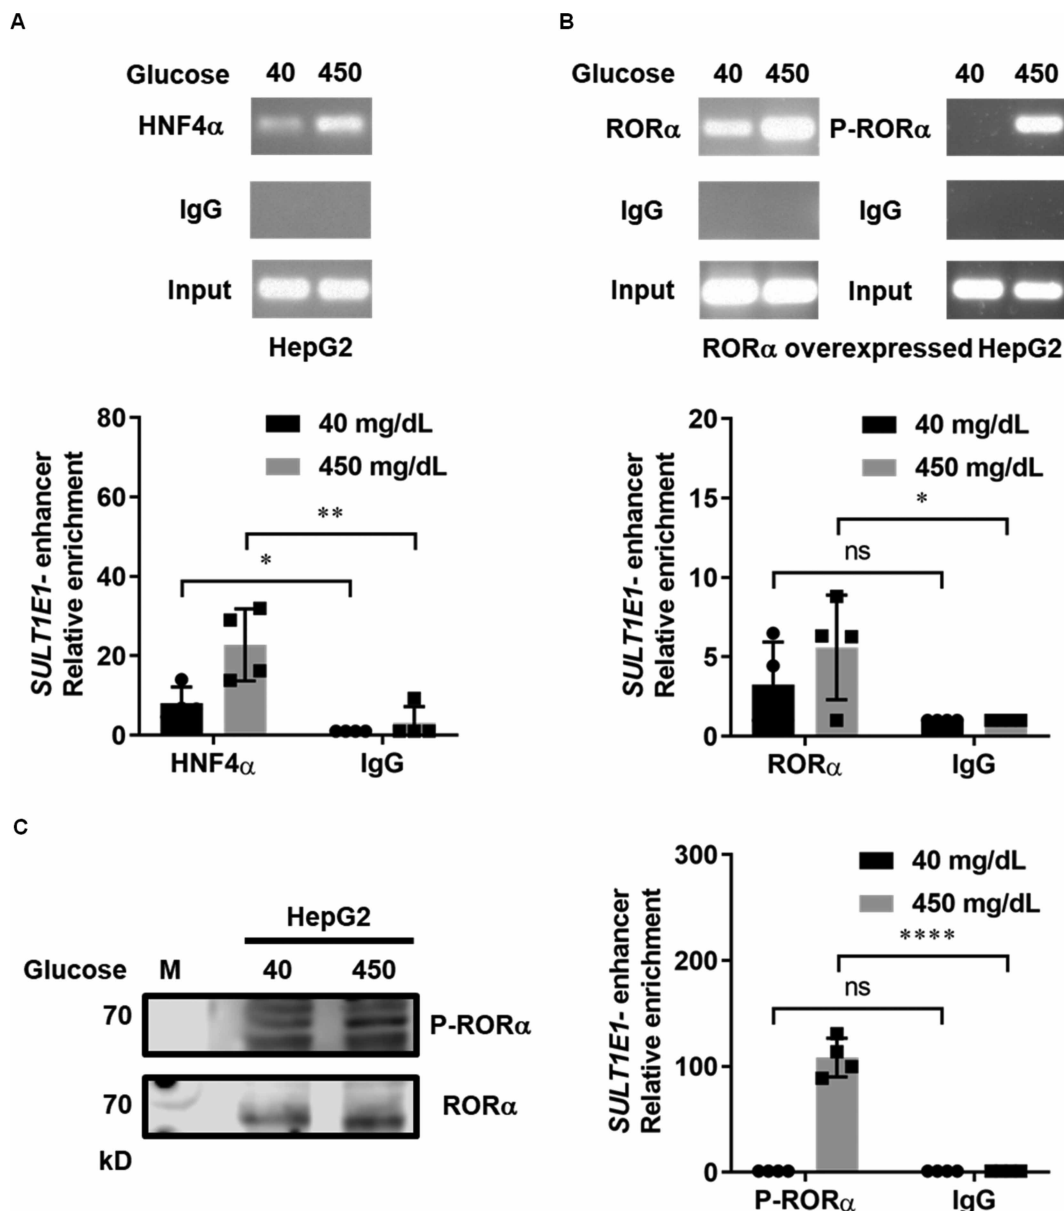 A
Glucose 40 450
HNF4α
IgG
Input
HepG2
80
60
40
20
0
SULT1E1- enhancer
Relative enrichment
40 mg/dL
450 mg/dL
**
*
HNF4α IgG
B
Glucose 40 450 40 450
RORα P-RORα
IgG IgG
Input Input
RORα overexpressed HepG2
20
15
10
5
0
SULT1E1- enhancer
Relative enrichment
40 mg/dL
450 mg/dL
*
ns
RORα IgG
C
HepG2
Glucose M 40 450
70 P-RORα
70 RORα
kD
300
200
100
0
SULT1E1- enhancer
Relative enrichment
40 mg/dL
450 mg/dL
****
ns
P-RORα IgG